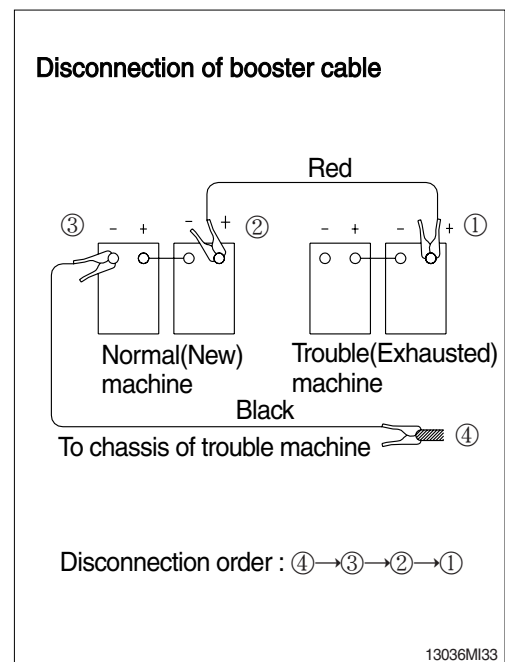 Disconnection of booster cable
Red
③ - + - + ② - + - + ①
Normal(New)
machine
Trouble(Exhausted)
machine
Black
To chassis of trouble machine ④
Disconnection order : ④→③→②→①
13036MI33